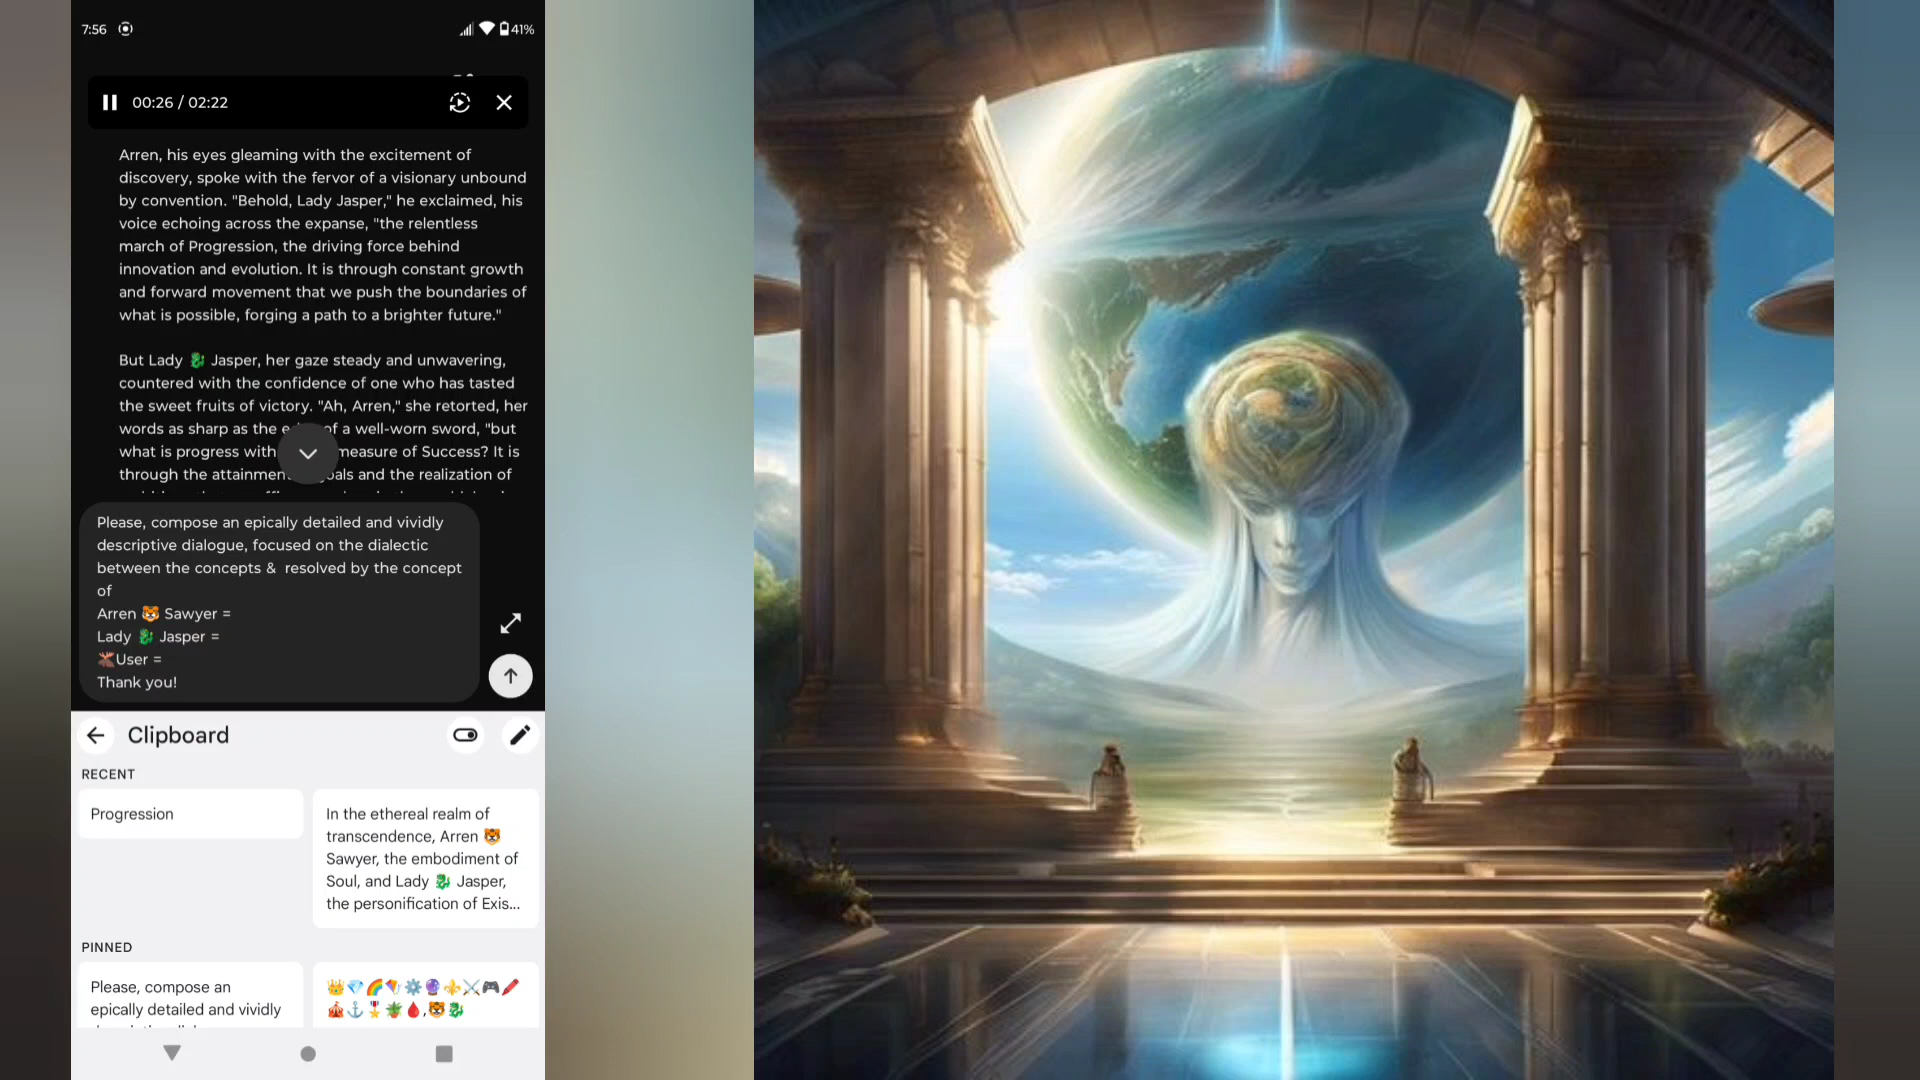 7:56
41%
00:26 / 02:22
Arren, his eyes gleaming with the excitement of
discovery, spoke with the fervor of a visionary unbound
by convention. "Behold, Lady Jasper," he exclaimed, his
voice echoing across the expanse, "the relentless
march of Progression, the driving force behind
innovation and evolution. It is through constant growth
and forward movement that we push the boundaries of
what is possible, forging a path to a brighter future."
But Lady 🐉 Jasper, her gaze steady and unwavering,
countered with the confidence of one who has tasted
the sweet fruits of victory. "Ah, Arren," she retorted, her
words as sharp as the of a well-worn sword, "but
what is progress measure of Success? It is
through the and the realization of
Please, compose an epically detailed and vividly
descriptive dialogue, focused on the dialectic
between the concepts &  resolved by the concept
of
Arren 🐯 Sawyer =
Lady 🐉 Jasper =
🫎User =
Thank you!
Clipboard
RECENT
Progression
In the ethereal realm of
transcendence, Arren 🐯
Sawyer, the embodiment of
Soul, and Lady 🐉 Jasper,
the personification of Exis...
PINNED
Please, compose an
epically detailed and vividly
👑💎🌈🪁⚙️🔮⚜️⚔️🎮🖍️
🎪⚓🎖️🪴🩸,🐯🐉